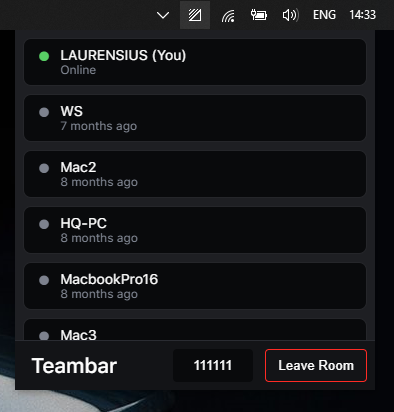 ENG 14:33
LAURENSIUS (You)
Online
WS
7 months ago
Mac2
8 months ago
HQ-PC
8 months ago
MacbookPro16
8 months ago
Mac3
Teambar 111111 Leave Room